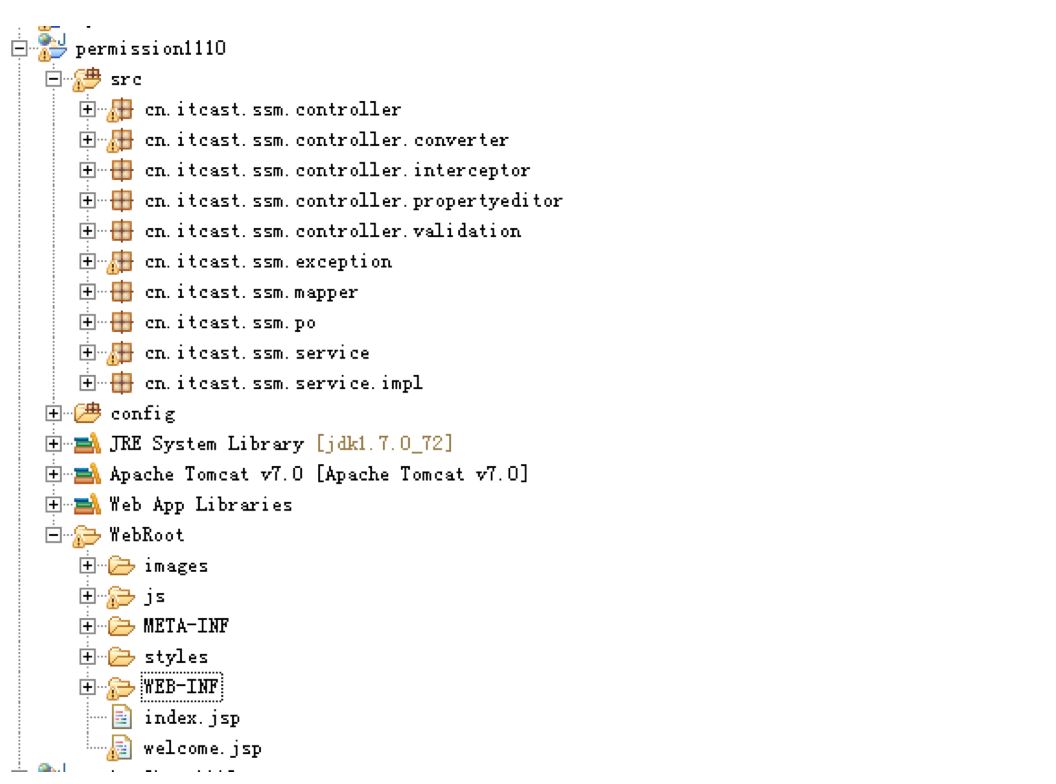 permission1110
src
cn.itcast.ssm.controller
cn.itcast.ssm.controller.converter
cn.itcast.ssm.controller.interceptor
cn.itcast.ssm.controller.propertyeditor
cn.itcast.ssm.controller.validation
cn.itcast.ssm.exception
cn.itcast.ssm.mapper
cn.itcast.ssm.po
cn.itcast.ssm.service
cn.itcast.ssm.service.impl
config
JRE System Library [jdk1.7.0_72]
Apache Tomcat v7.0 [Apache Tomcat v7.0]
Web App Libraries
WebRoot
images
js
META-INF
styles
WEB-INF
index.jsp
welcome.jsp